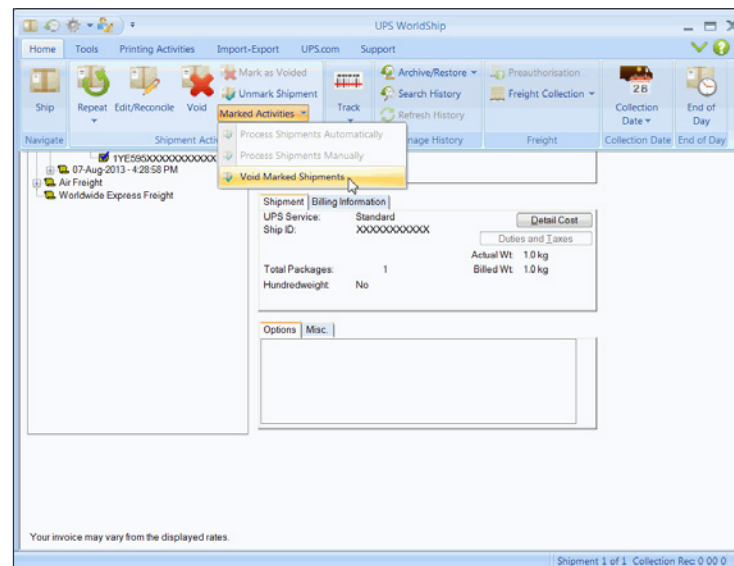 UPS WorldShip
Home Tools Printing Activities Import-Export UPS.com Support
Ship
Repeat Edit/Reconcile Void
Mark as Voided
Unmark Shipment
Marked Activities
Track
Archive/Restore
Search History
Refresh History
Preauthorisation
Freight Collection
28
Collection
Date
End of
Day
Navigate Shipment Acti nage History Freight Collection Date End of Day
Process Shipments Automatically
Process Shipments Manually
Void Marked Shipments
1YE595XXXXXXXXXXXX
07-Aug-2013 - 4:28:58 PM
Air Freight
Worldwide Express Freight
Shipment Billing Information
UPS Service: Standard
Detail Cost
Ship ID: XXXXXXXXXXX
Duties and Taxes
Actual Wt: 1.0 kg
Total Packages: 1 Billed Wt: 1.0 kg
Hundredweight: No
Options Misc.
Your invoice may vary from the displayed rates.
Shipment 1 of 1 Collection Rec: 0 00 0